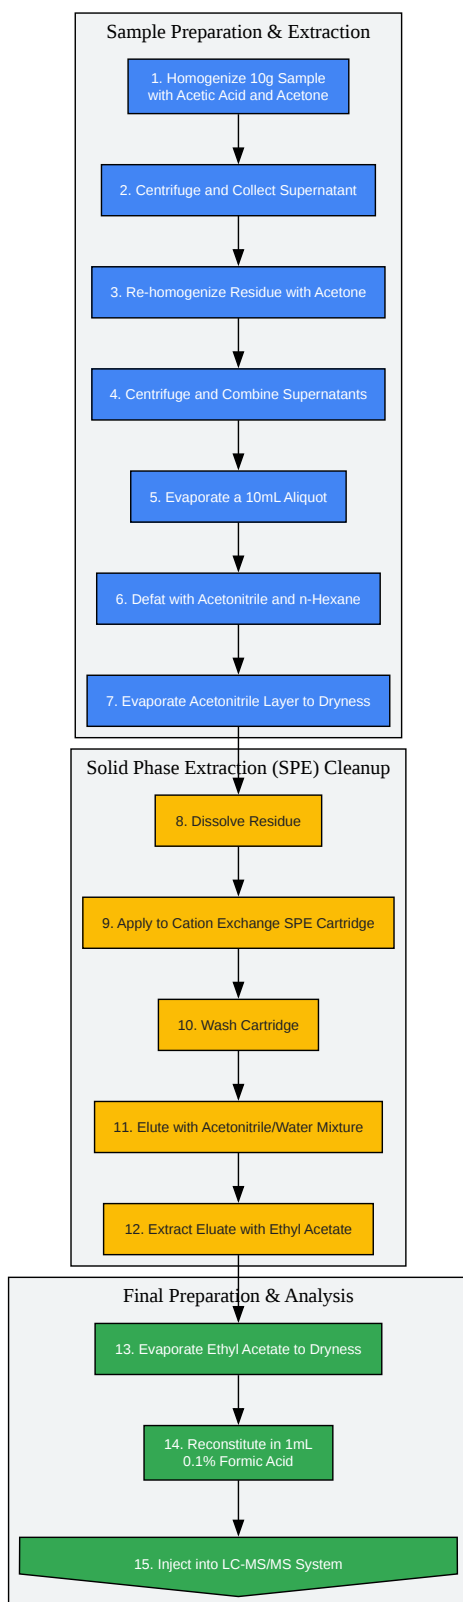 Sample Preparation & Extraction
1. Homogenize 10g Sample
with Acetic Acid and Acetone
2. Centrifuge and Collect Supernatant
3. Re-homogenize Residue with Acetone
4. Centrifuge and Combine Supernatants
5. Evaporate a 10mL Aliquot
6. Defat with Acetonitrile and n-Hexane
7. Evaporate Acetonitrile Layer to Dryness
Solid Phase Extraction (SPE) Cleanup
8. Dissolve Residue
9. Apply to Cation Exchange SPE Cartridge
10. Wash Cartridge
11. Elute with Acetonitrile/Water Mixture
12. Extract Eluate with Ethyl Acetate
Final Preparation & Analysis
13. Evaporate Ethyl Acetate to Dryness
14. Reconstitute in 1mL
0.1% Formic Acid
15. Inject into LC-MS/MS System